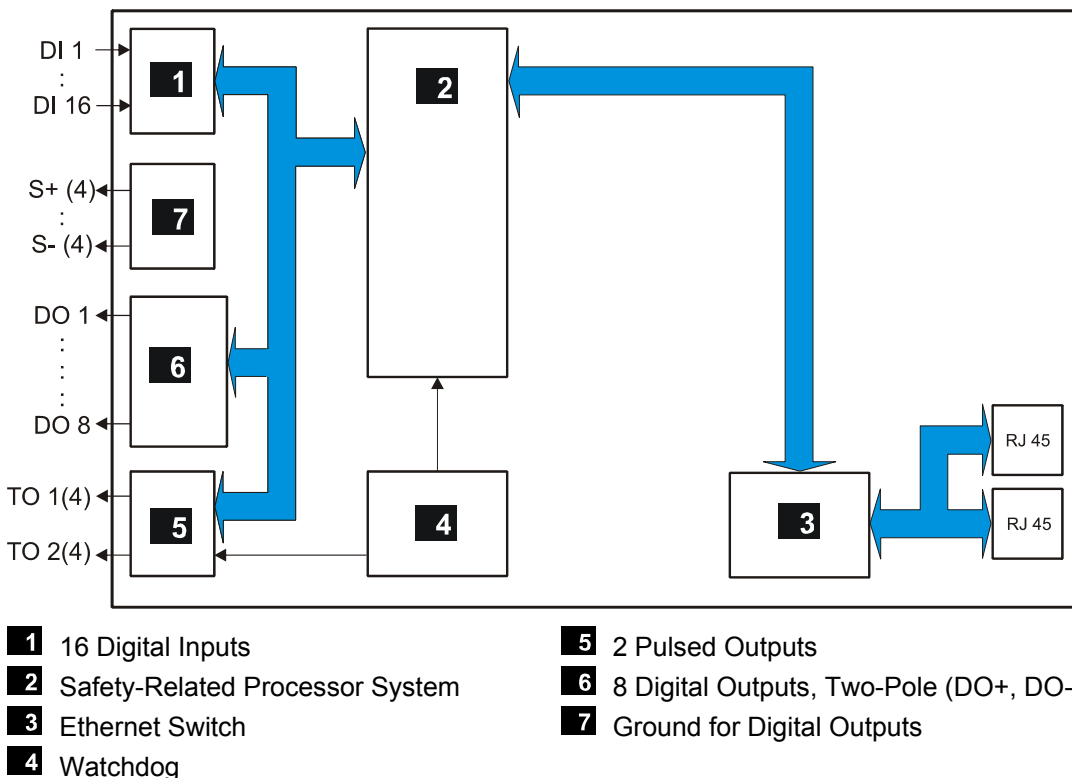 DI 1
:
DI 16
1
2
S+ (4)
:
S- (4)
7
DO 1
:
:
:
:
DO 8
6
TO 1(4)
TO 2(4)
5
4
3
RJ 45
RJ 45
1 16 Digital Inputs
2 Safety-Related Processor System
3 Ethernet Switch
4 Watchdog
5 2 Pulsed Outputs
6 8 Digital Outputs, Two-Pole (DO+, DO-
7 Ground for Digital Outputs